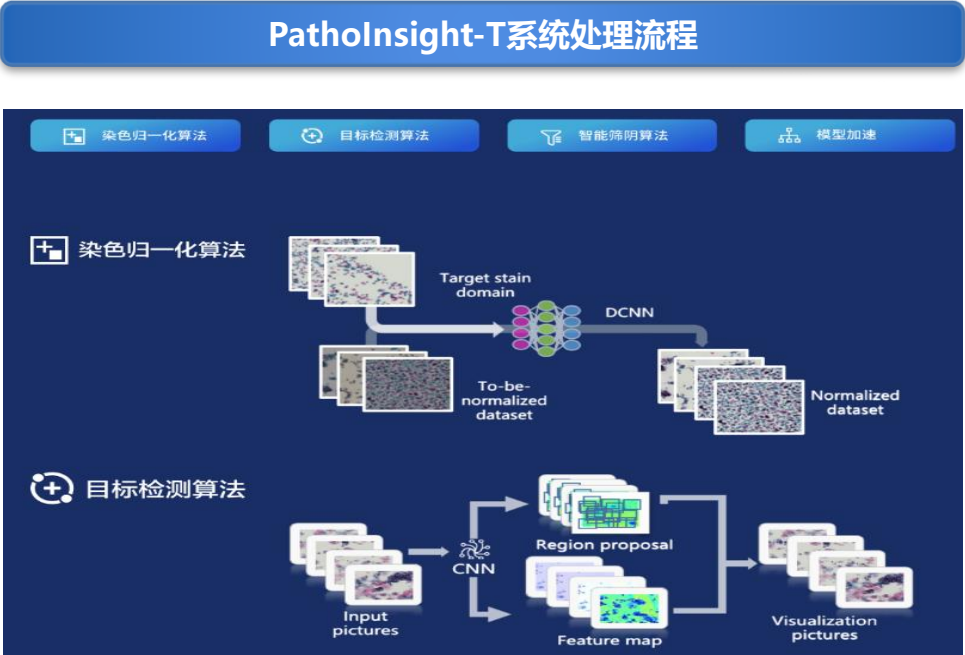 PathoInsight-T系统处理流程
染色归一化算法
目标检测算法
智能筛阴算法
模型加速
染色归一化算法
Target stain
domain
DCNN
To-be-
normalized
dataset
Normalized
dataset
目标检测算法
Region proposal
CNN
Input
pictures
Feature map
Visualization
pictures